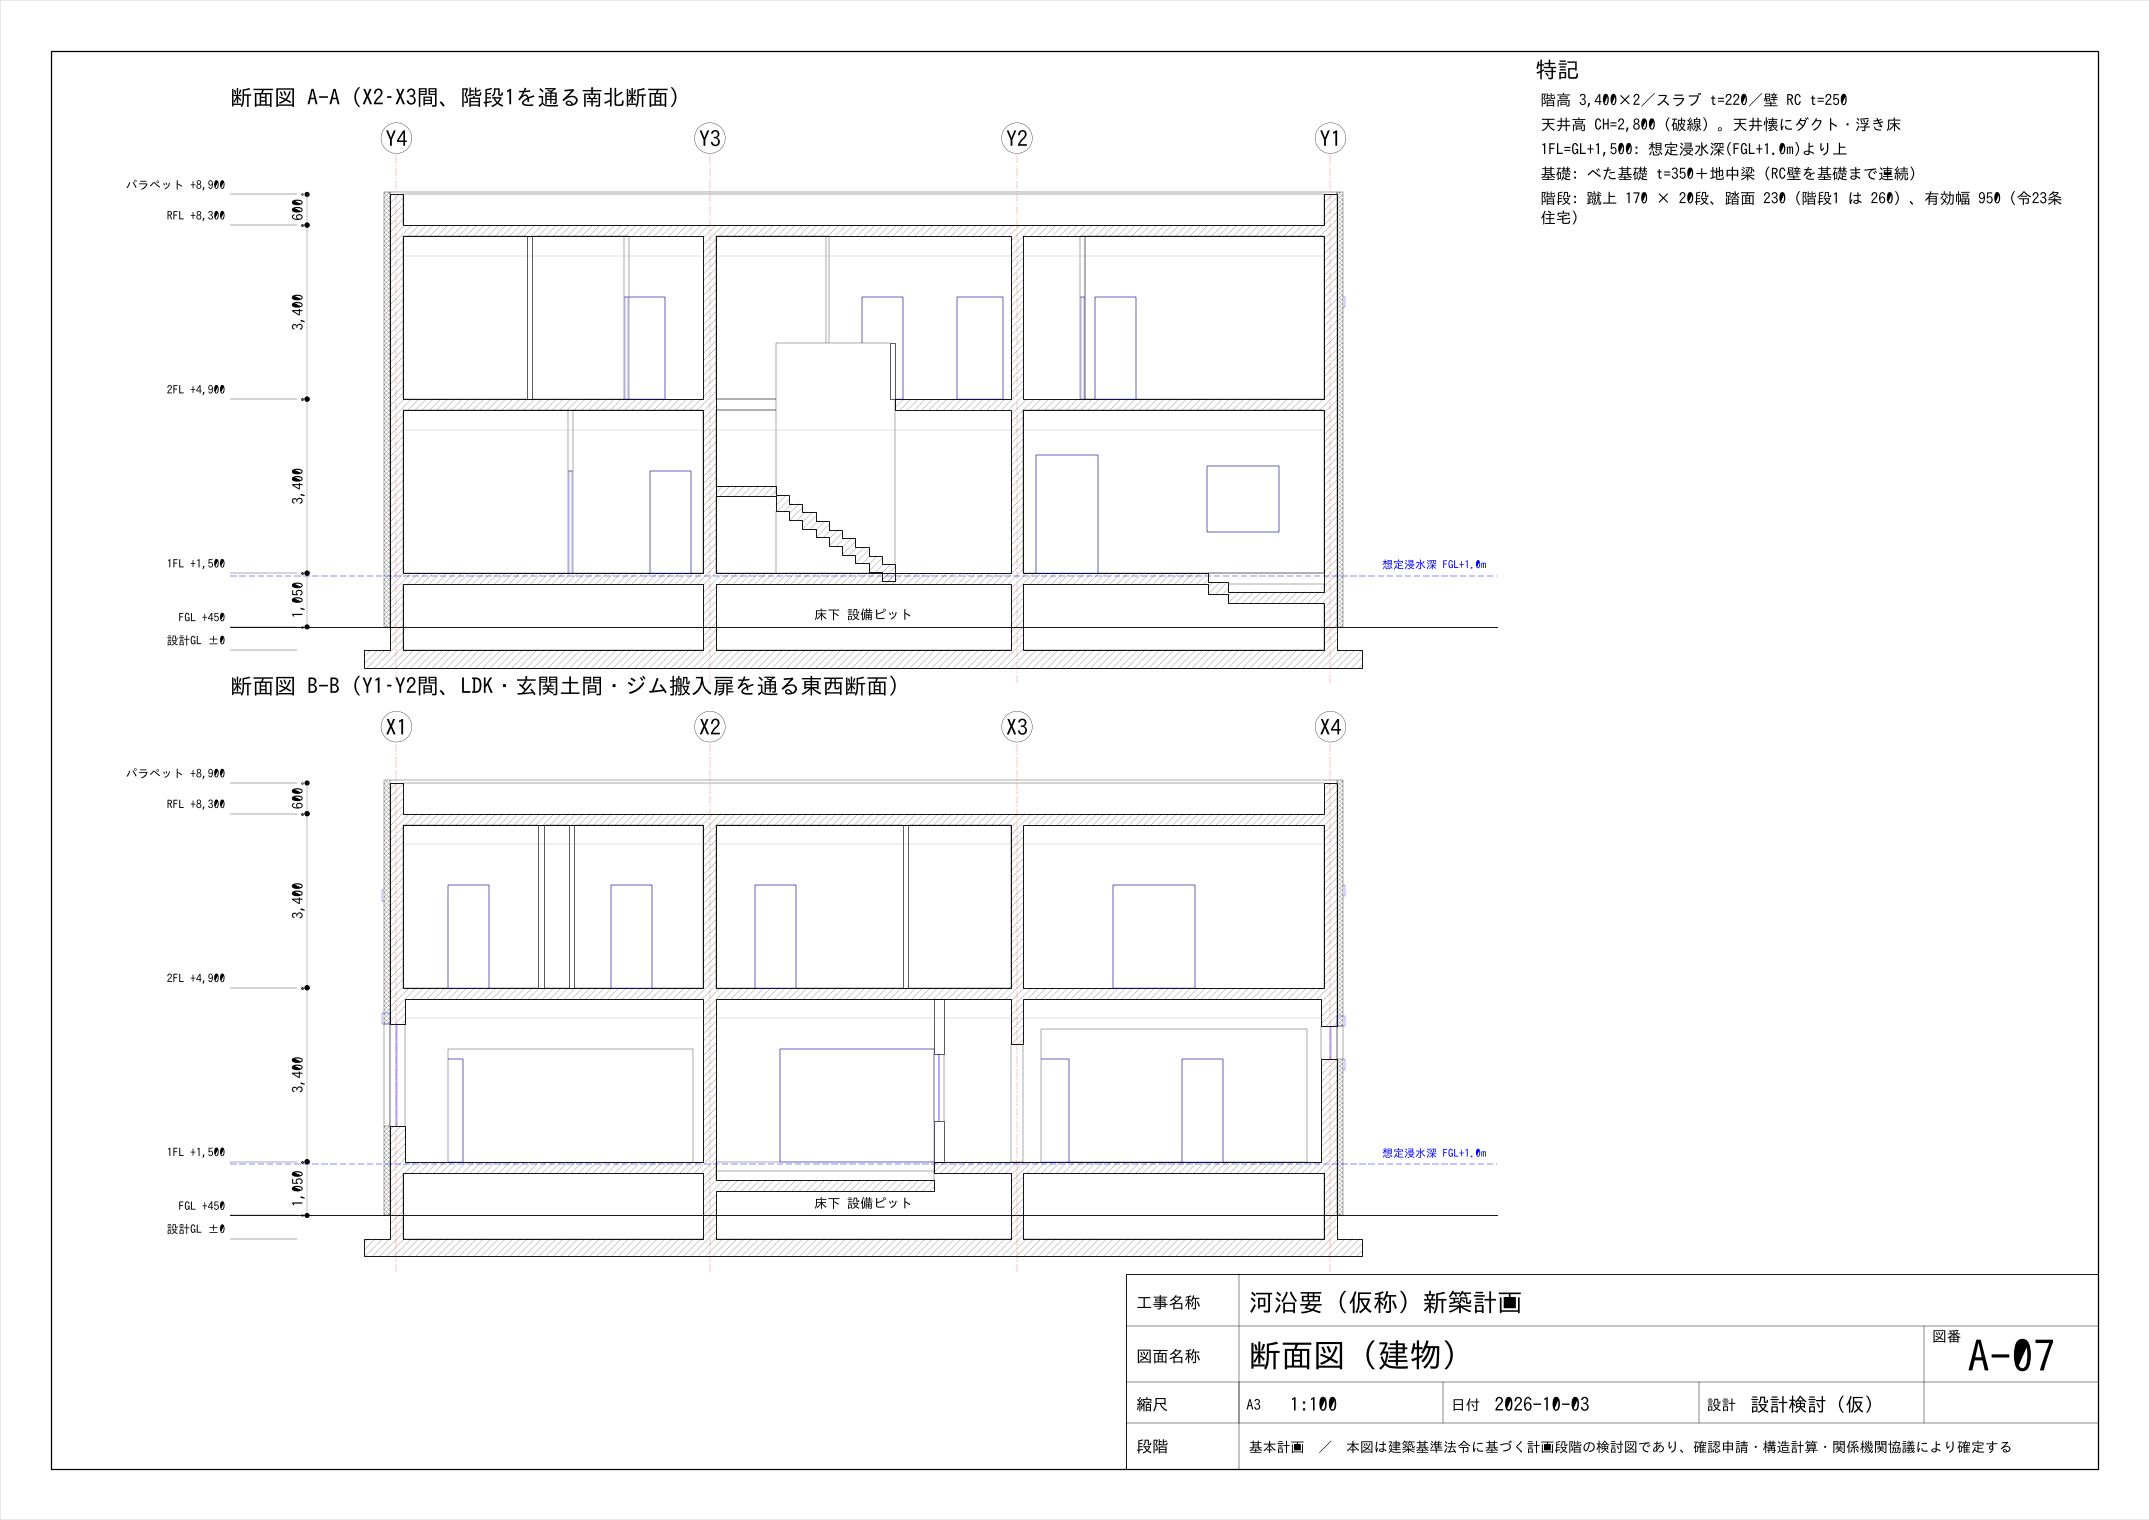 特記
階高 3,400×2／スラブ t=220／壁 RC t=250
天井高 CH=2,800（破線）。天井懐にダクト・浮き床
1FL=GL+1,500: 想定浸水深(FGL+1.0m)より上
基礎: べた基礎 t=350＋地中梁（RC壁を基礎まで連続）
階段: 蹴上 170 × 20段、踏面 230（階段1 は 260）、有効幅 950（令23条
住宅）
断面図 A-A（X2-X3間、階段1を通る南北断面）
Y4 Y3 Y2 Y1
パラペット +8,900
600
RFL +8,300
3,400
2FL +4,900
3,400
1FL +1,500
想定浸水深 FGL+1.0m
1,050
床下 設備ピット
FGL +450
設計GL ±0
断面図 B-B（Y1-Y2間、LDK・玄関土間・ジム搬入扉を通る東西断面）
X1 X2 X3 X4
パラペット +8,900
600
RFL +8,300
3,400
2FL +4,900
3,400
1FL +1,500
想定浸水深 FGL+1.0m
1,050
床下 設備ピット
FGL +450
設計GL ±0
工事名称 河沿要（仮称）新築計画
図面名称 断面図（建物） 図番 A-07
縮尺 A3 1:100 日付 2026-10-03 設計 設計検討（仮）
段階 基本計画 ／ 本図は建築基準法令に基づく計画段階の検討図であり、確認申請・構造計算・関係機関協議により確定する